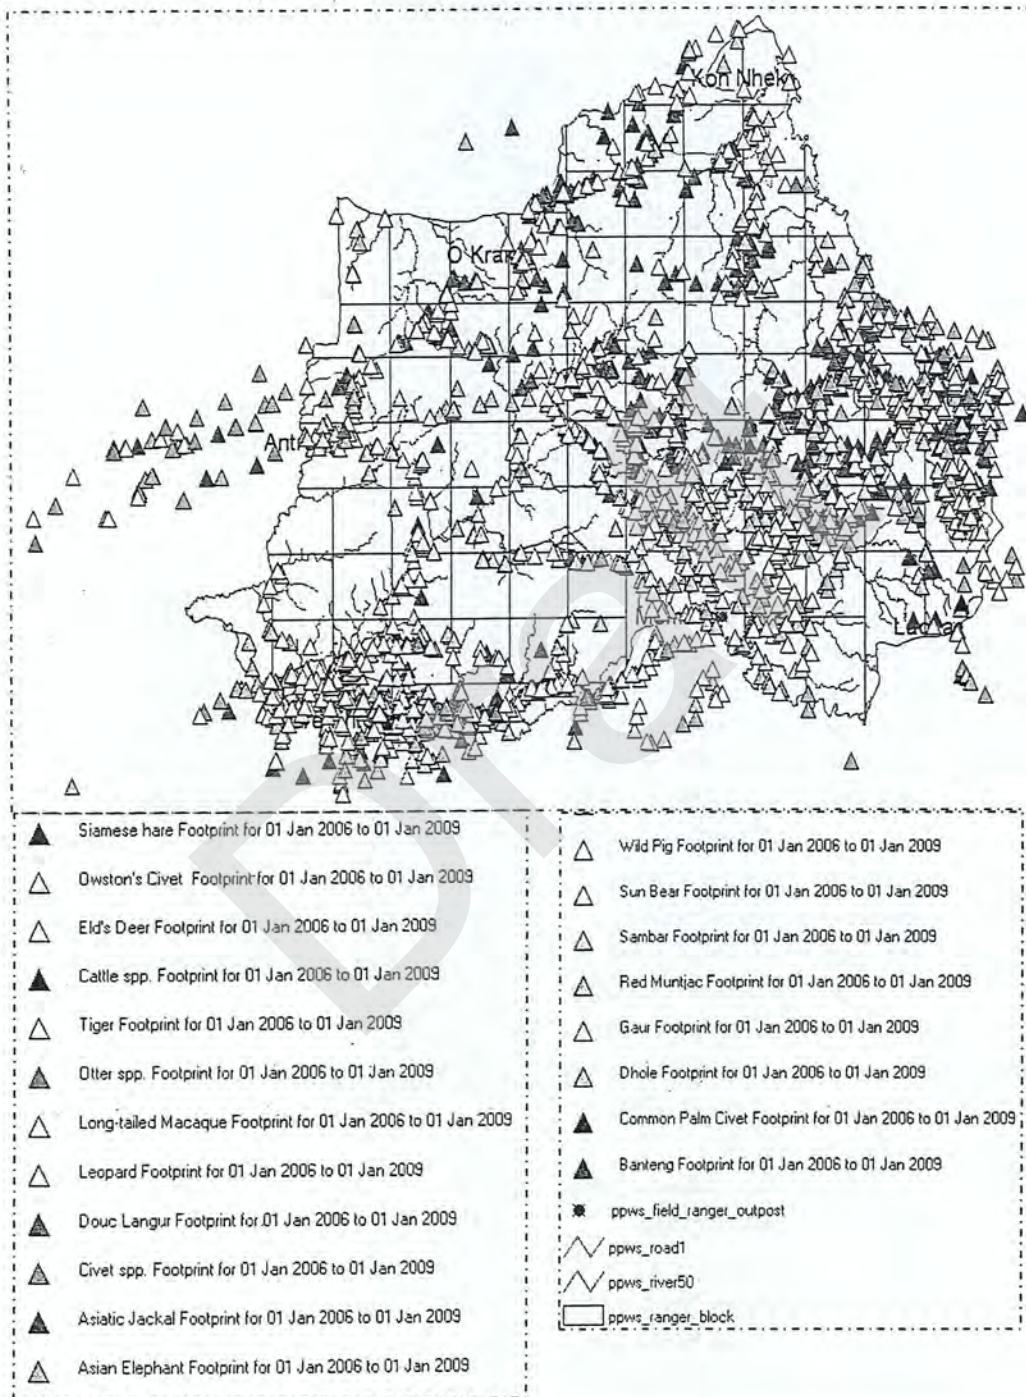 Kon Nhek
O Kra
Ant
Siamese hare Footprint for 01 Jan 2006 to 01 Jan 2009
Owston's Civet Footprint for 01 Jan 2006 to 01 Jan 2009
Eld's Deer Footprint for 01 Jan 2006 to 01 Jan 2009
Cattle spp. Footprint for 01 Jan 2006 to 01 Jan 2009
Tiger Footprint for 01 Jan 2006 to 01 Jan 2009
Otter spp. Footprint for 01 Jan 2006 to 01 Jan 2009
Long-tailed Macaque Footprint for 01 Jan 2006 to 01 Jan 2009
Leopard Footprint for 01 Jan 2006 to 01 Jan 2009
Douc Langur Footprint for 01 Jan 2006 to 01 Jan 2009
Civet spp. Footprint for 01 Jan 2006 to 01 Jan 2009
Asiatic Jackal Footprint for 01 Jan 2006 to 01 Jan 2009
Asian Elephant Footprint for 01 Jan 2006 to 01 Jan 2009
Wild Pig Footprint for 01 Jan 2006 to 01 Jan 2009
Sun Bear Footprint for 01 Jan 2006 to 01 Jan 2009
Sambar Footprint for 01 Jan 2006 to 01 Jan 2009
Red Muntjac Footprint for 01 Jan 2006 to 01 Jan 2009
Gaur Footprint for 01 Jan 2006 to 01 Jan 2009
Dhole Footprint for 01 Jan 2006 to 01 Jan 2009
Common Palm Civet Footprint for 01 Jan 2006 to 01 Jan 2009
Banteng Footprint for 01 Jan 2006 to 01 Jan 2009
ppws_field_ranger_outpost
ppws_road1
ppws_river50
ppws_ranger_block
Draft